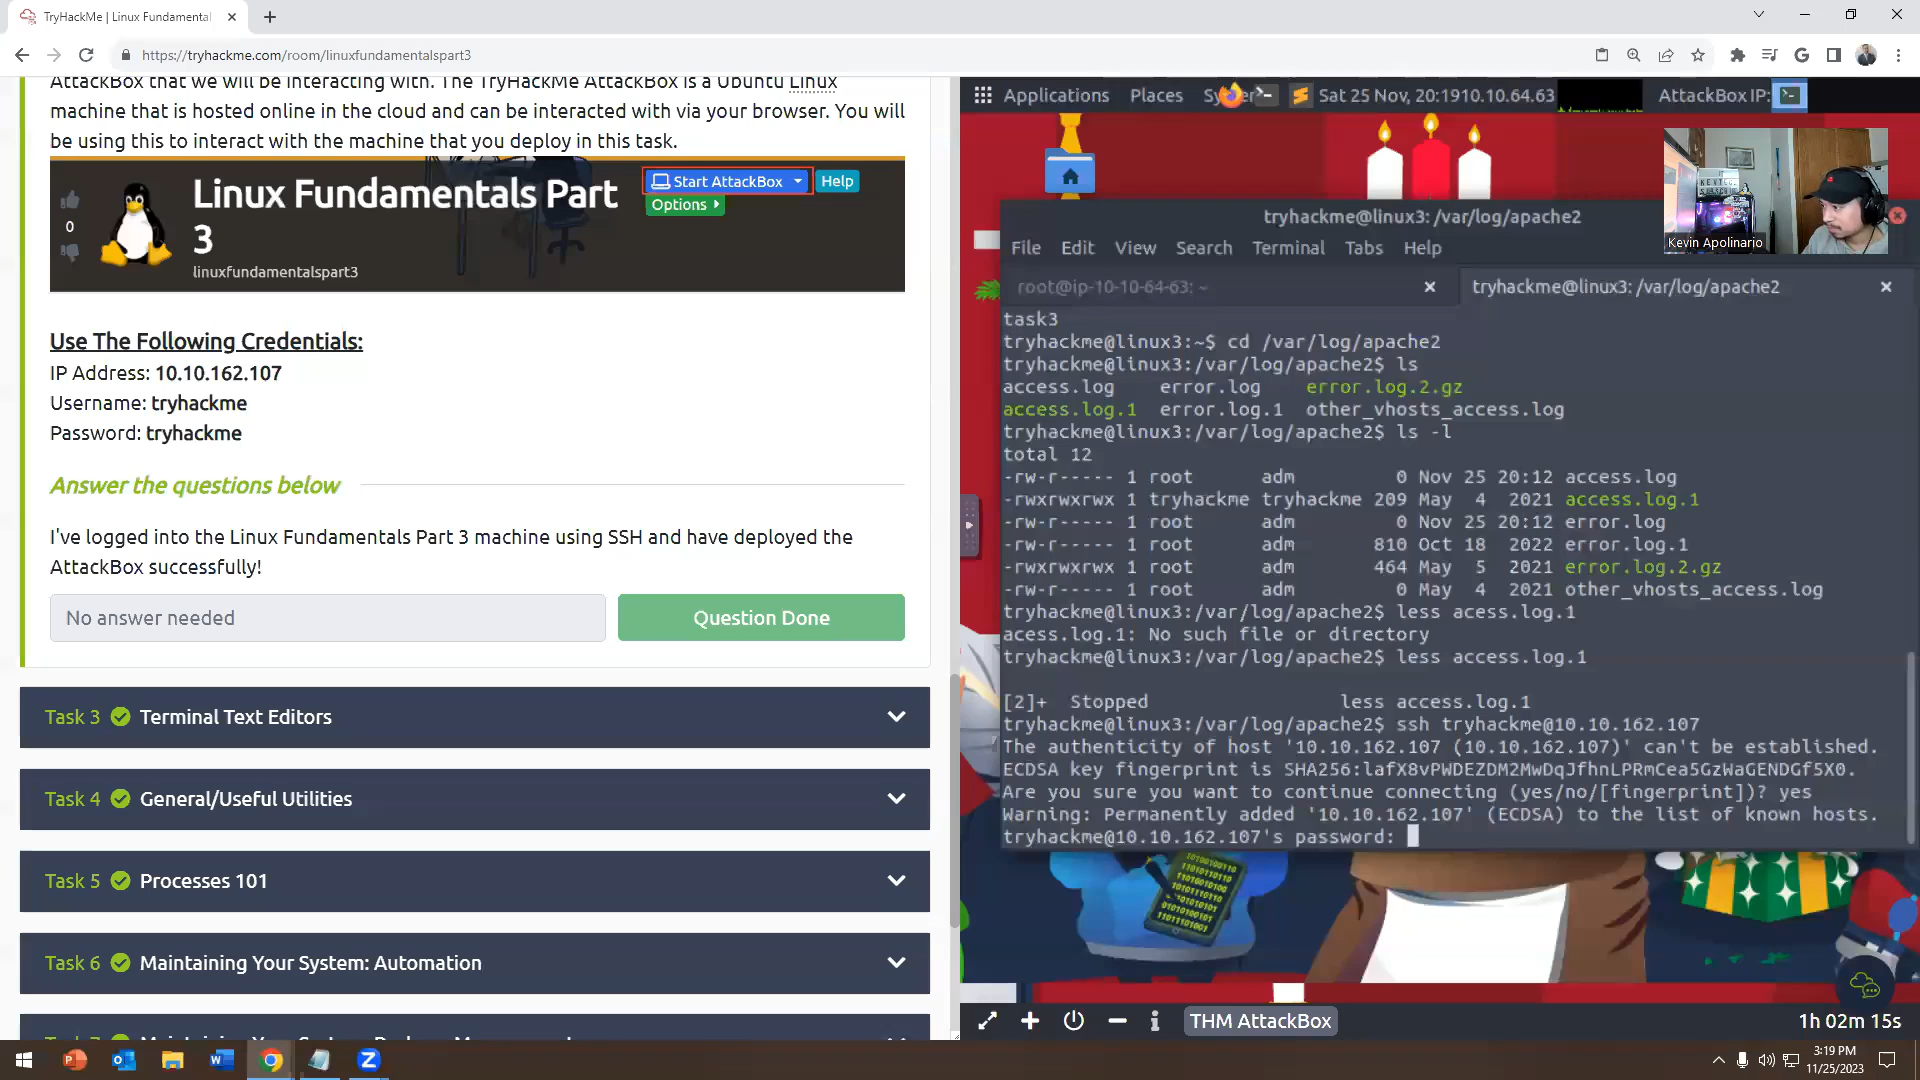 TryHackMe | Linux Fundamental
https://tryhackme.com/room/linuxfundamentalspart3
AttackBox that we will be interacting with. The TryHackMe AttackBox is a Ubuntu Linux
machine that is hosted online in the cloud and can be interacted with via your browser. You will
be using this to interact with the machine that you deploy in this task.
Linux Fundamentals Part
3
linuxfundamentalspart3
0
Start AttackBox
Help
Options
Use The Following Credentials:
IP Address: 10.10.162.107
Username: tryhackme
Password: tryhackme
Answer the questions below
I've logged into the Linux Fundamentals Part 3 machine using SSH and have deployed the
AttackBox successfully!
No answer needed
Question Done
Task 3 Terminal Text Editors
Task 4 General/Useful Utilities
Task 5 Processes 101
Task 6 Maintaining Your System: Automation
Applications Places Sat 25 Nov, 20:1910.10.64.63 AttackBox IP:
Kevin Apolinario
tryhackme@linux3: /var/log/apache2
File Edit View Search Terminal Tabs Help
root@ip-10-10-64-63: ~
tryhackme@linux3: /var/log/apache2
task3
tryhackme@linux3:~$ cd /var/log/apache2
tryhackme@linux3:/var/log/apache2$ ls
access.log error.log error.log.2.gz
access.log.1 error.log.1 other_vhosts_access.log
tryhackme@linux3:/var/log/apache2$ ls -l
total 12
-rw-r----- 1 root adm 0 Nov 25 20:12 access.log
-rwxrwxrwx 1 tryhackme tryhackme 209 May 4 2021 access.log.1
-rw-r----- 1 root adm 0 Nov 25 20:12 error.log
-rw-r----- 1 root adm 810 Oct 18 2022 error.log.1
-rwxrwxrwx 1 root adm 464 May 5 2021 error.log.2.gz
-rw-r----- 1 root adm 0 May 4 2021 other_vhosts_access.log
tryhackme@linux3:/var/log/apache2$ less acess.log.1
acess.log.1: No such file or directory
tryhackme@linux3:/var/log/apache2$ less access.log.1
[2]+ Stopped less access.log.1
tryhackme@linux3:/var/log/apache2$ ssh tryhackme@10.10.162.107
The authenticity of host '10.10.162.107 (10.10.162.107)' can't be established.
ECDSA key fingerprint is SHA256:lafX8vPWDEZDM2MwDqJfhnLPRmCea5GzWaGENDGf5X0.
Are you sure you want to continue connecting (yes/no/[fingerprint])? yes
Warning: Permanently added '10.10.162.107' (ECDSA) to the list of known hosts.
tryhackme@10.10.162.107's password:
THM AttackBox
1h 02m 15s
3:19 PM
11/25/2023